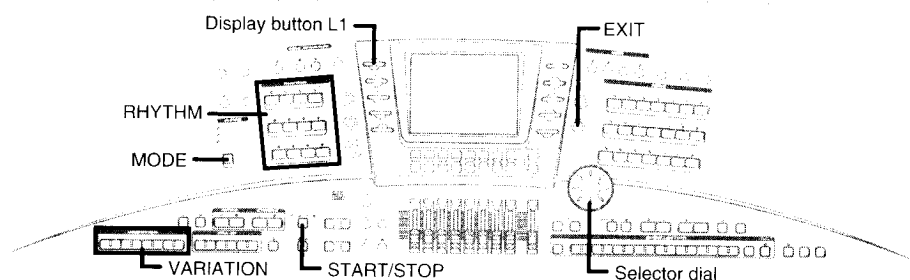 Display button L1
EXIT
RHYTHM
MODE
VARIATION
START/STOP
Selector dial